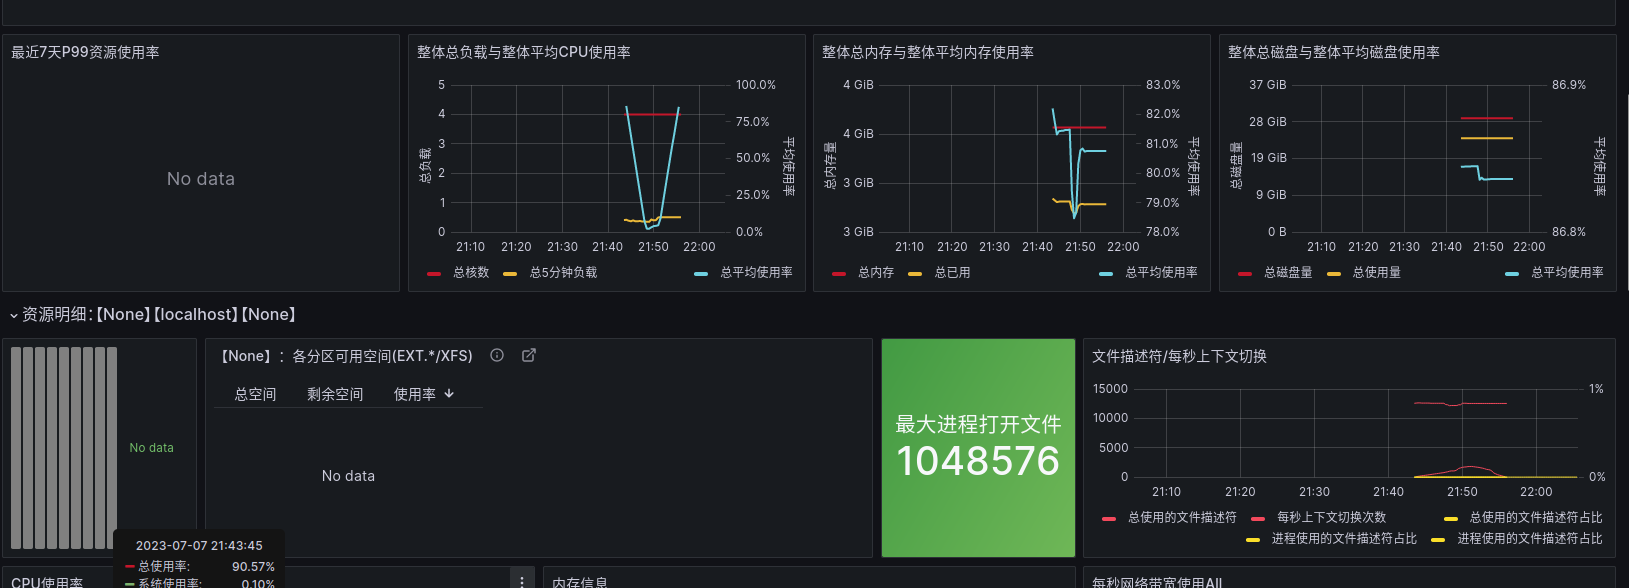 最近7天P99资源使用率
No data
整体总负载与整体平均CPU使用率
5
4
3
2
1
0
总负载
100.0%
75.0%
50.0%
25.0%
0.0%
平均使用率
21:10 21:20 21:30 21:40 21:50 22:00
总核数 总5分钟负载 总平均使用率
整体总内存与整体平均内存使用率
4 GiB
4 GiB
3 GiB
3 GiB
总内存量
83.0%
82.0%
81.0%
80.0%
79.0%
78.0%
平均使用率
21:10 21:20 21:30 21:40 21:50 22:00
总内存 总已用 总平均使用率
整体总磁盘与整体平均磁盘使用率
37 GiB
28 GiB
19 GiB
9 GiB
0 B
总磁盘量
86.9%
86.8%
平均使用率
21:10 21:20 21:30 21:40 21:50 22:00
总磁盘量 总使用量 总平均使用率
资源明细：【None】【localhost】【None】
No data
【None】：各分区可用空间(EXT.*/XFS)
总空间 剩余空间 使用率
No data
最大进程打开文件
1048576
文件描述符/每秒上下文切换
15000
10000
5000
0
1%
0%
21:10 21:20 21:30 21:40 21:50 22:00
总使用的文件描述符 每秒上下文切换次数 总使用的文件描述符占比
进程使用的文件描述符占比 进程使用的文件描述符占比
2023-07-07 21:43:45
总使用率: 90.57%
系统使用率: 0.10%
CPU使用率
内存信息
每秒网络带宽使用All